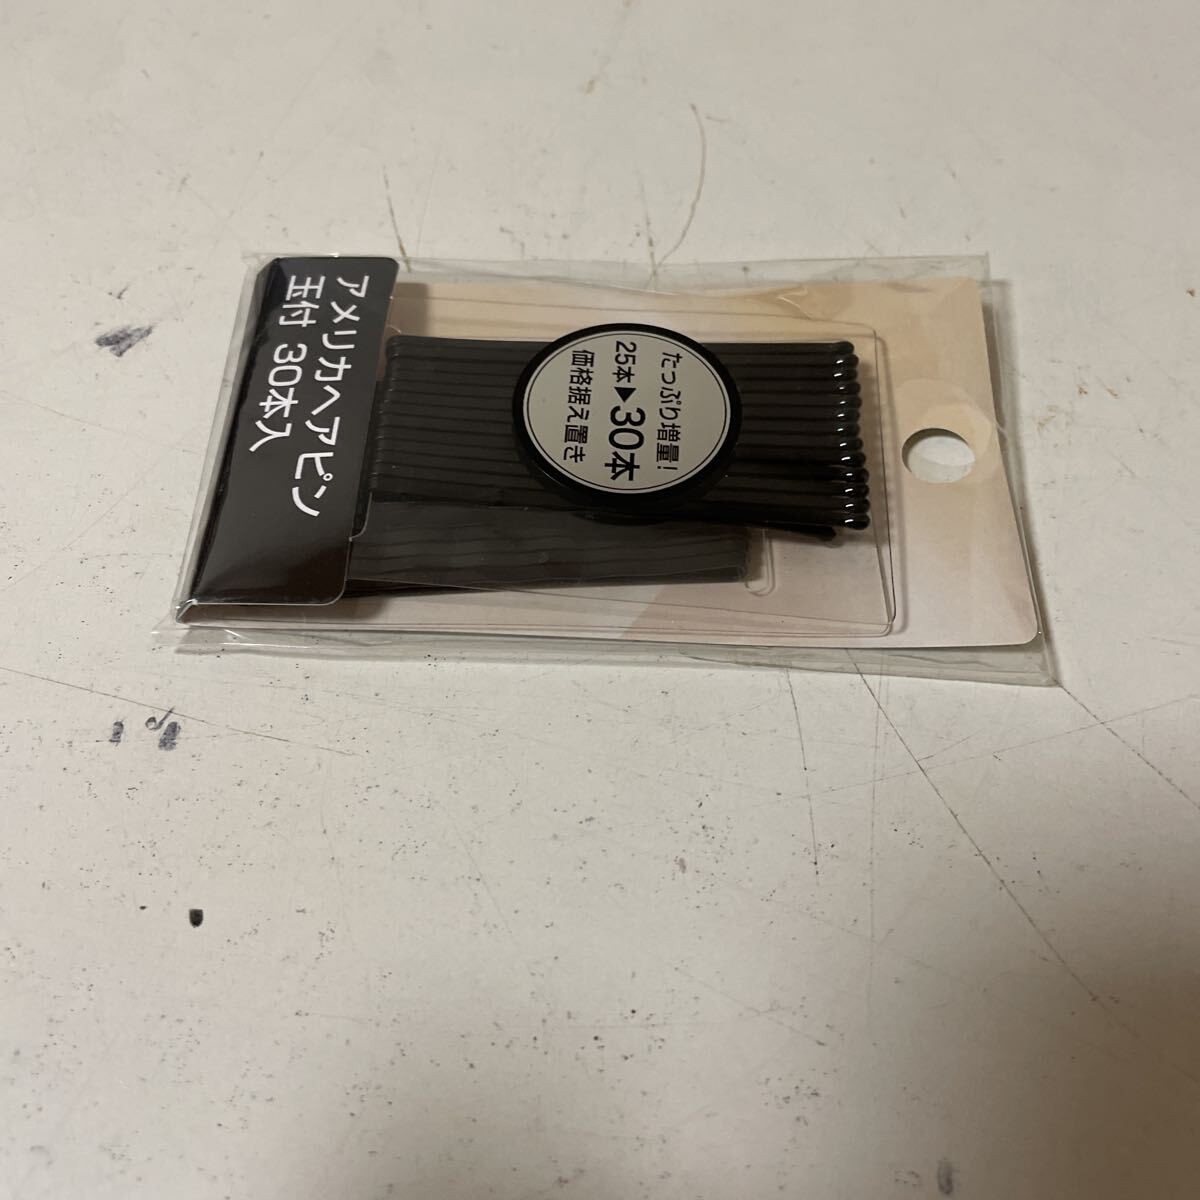 アメリカヘアピン
玉付 30本入
たっぷり増量!
25本▶30本
価格据え置き